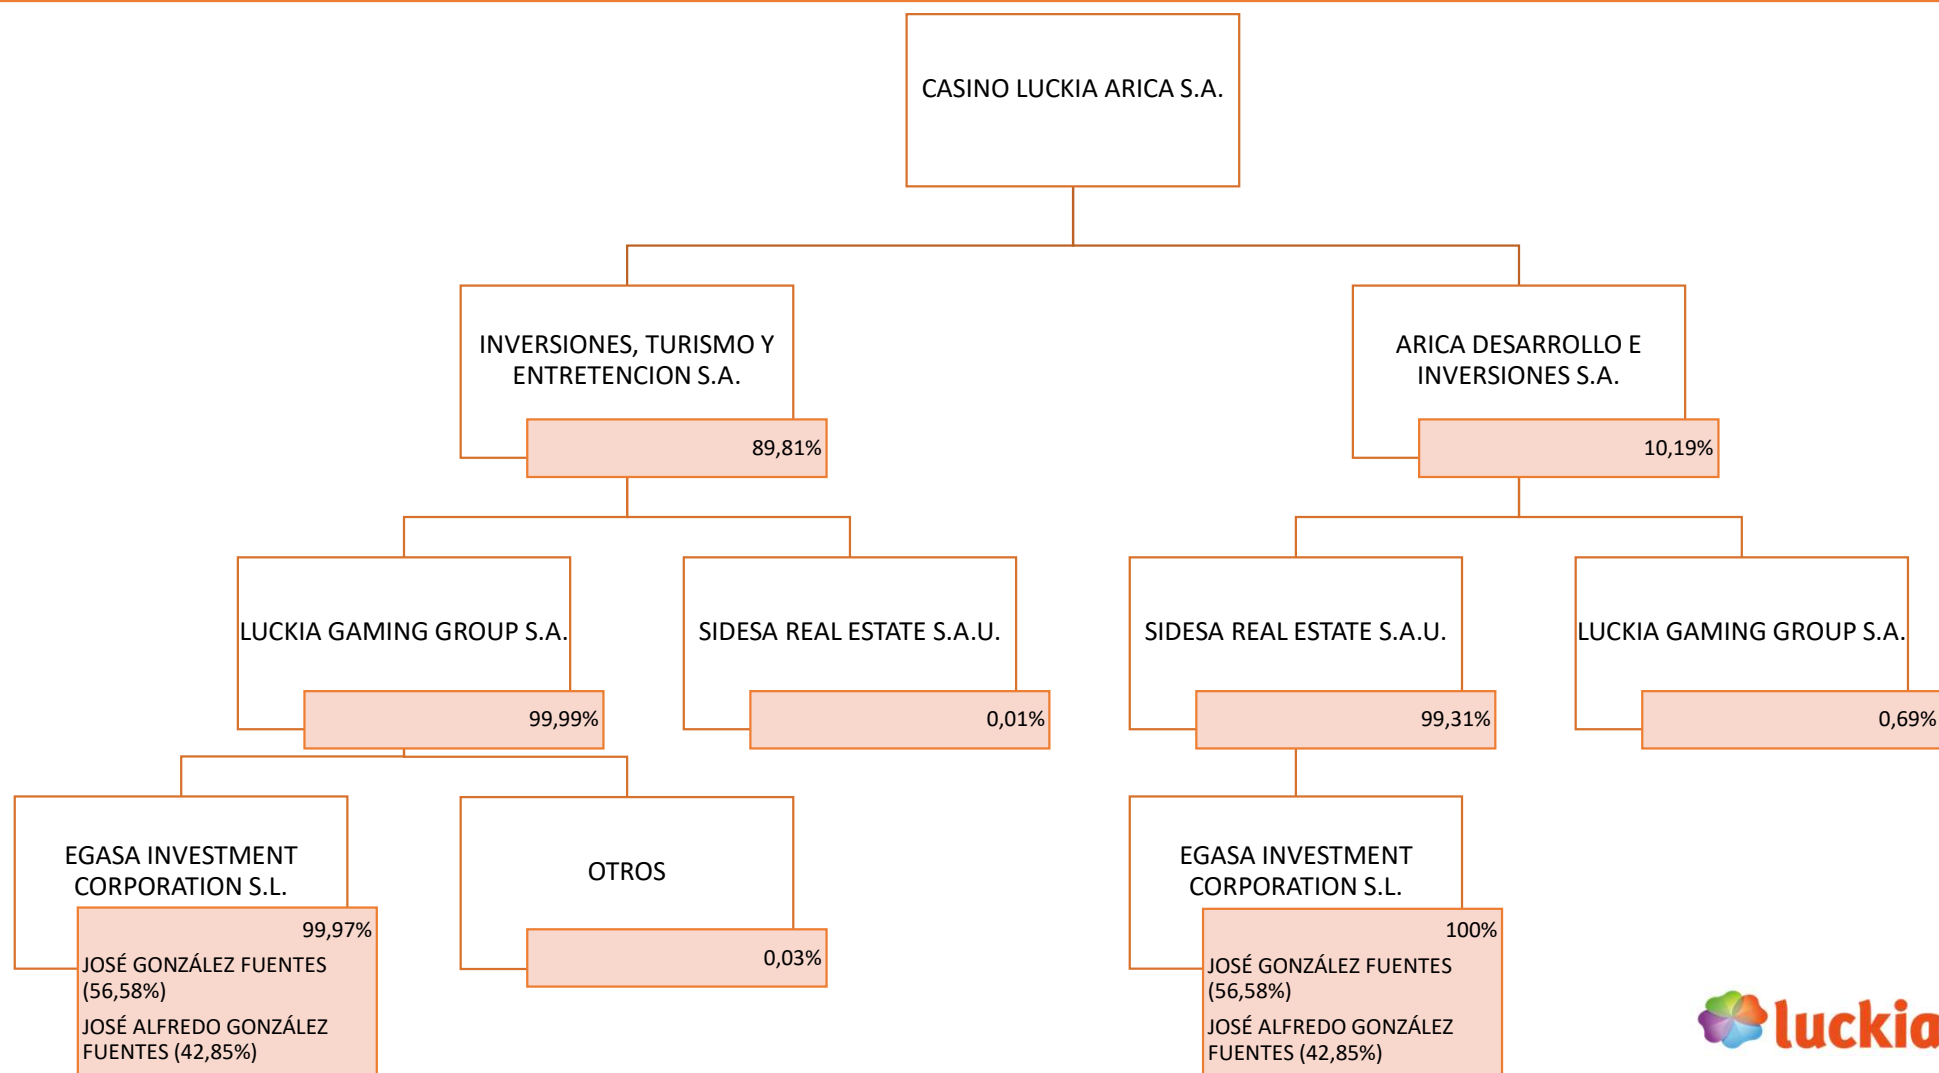 CASINO LUCKIA ARICA S.A.
INVERSIONES, TURISMO Y
ENTRETENCION S.A.
89,81%
ARICA DESARROLLO E
INVERSIONES S.A.
10,19%
LUCKIA GAMING GROUP S.A.
99,99%
SIDESA REAL ESTATE S.A.U.
0,01%
SIDESA REAL ESTATE S.A.U.
99,31%
LUCKIA GAMING GROUP S.A.
0,69%
EGASA INVESTMENT
CORPORATION S.L.
99,97%
JOSÉ GONZÁLEZ FUENTES
(56,58%)
JOSÉ ALFREDO GONZÁLEZ
FUENTES (42,85%)
OTROS
0,03%
EGASA INVESTMENT
CORPORATION S.L.
100%
JOSÉ GONZÁLEZ FUENTES
(56,58%)
JOSÉ ALFREDO GONZÁLEZ
FUENTES (42,85%)
luckia